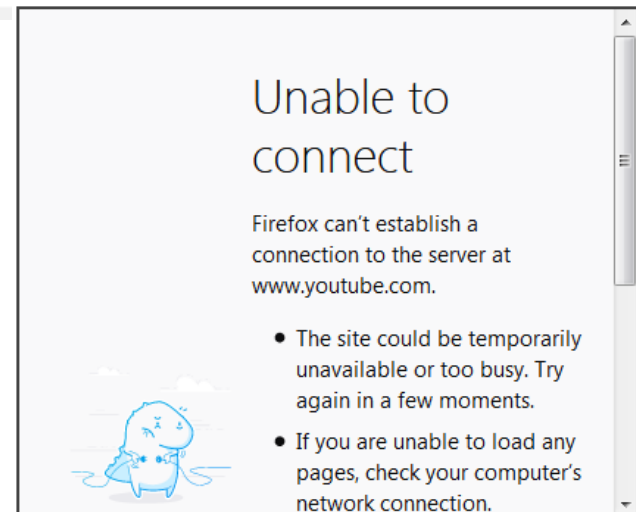 Unable to
connect
Firefox can’t establish a
connection to the server at
www.youtube.com.
• The site could be temporarily
unavailable or too busy. Try
again in a few moments.
• If you are unable to load any
pages, check your computer’s
network connection.